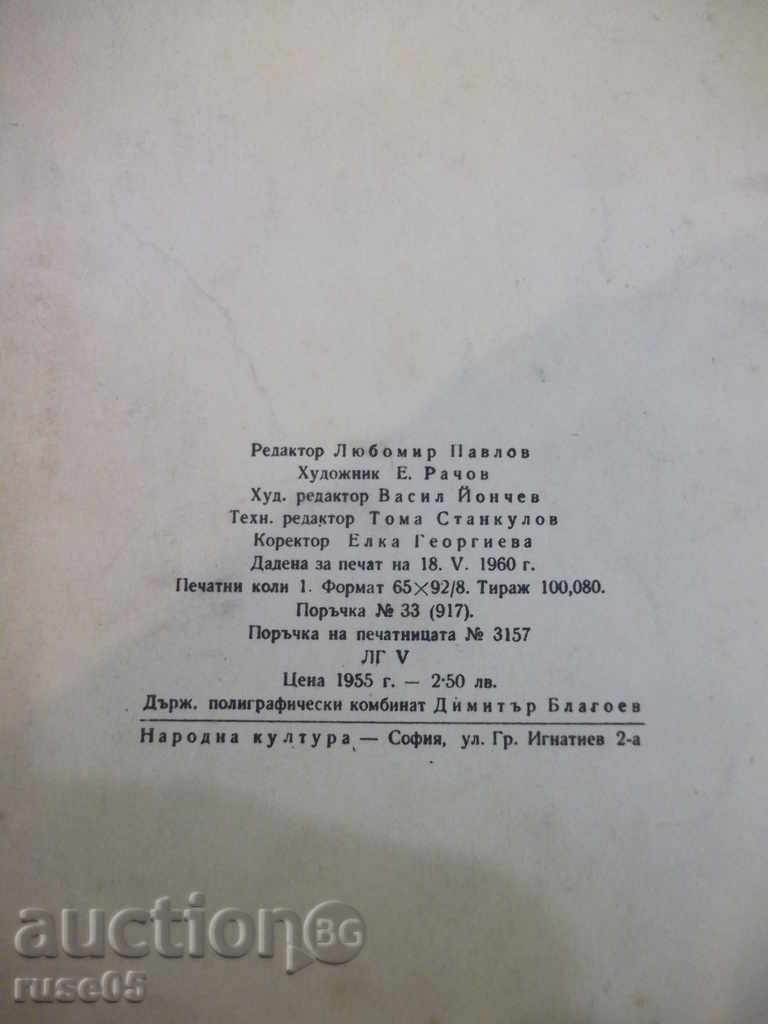 Редактор Любомир Павлов
Художник Е. Рачов
Худ. редактор Васил Йончев
Техн. редактор Тома Станкулов
Коректор Елка Георгиева
Дадена за печат на 18. V. 1960 г.
Печатни коли 1. Формат 65×92/8. Тираж 100,080.
Поръчка № 33 (917).
Поръчка на печатницата № 3157
ЛГ V
Цена 1955 г. — 2·50 лв.
Държ. полиграфически комбинат Димитър Благоев
Народна култура — София, ул. Гр. Игнатиев 2-а
auctionBG
ruse05